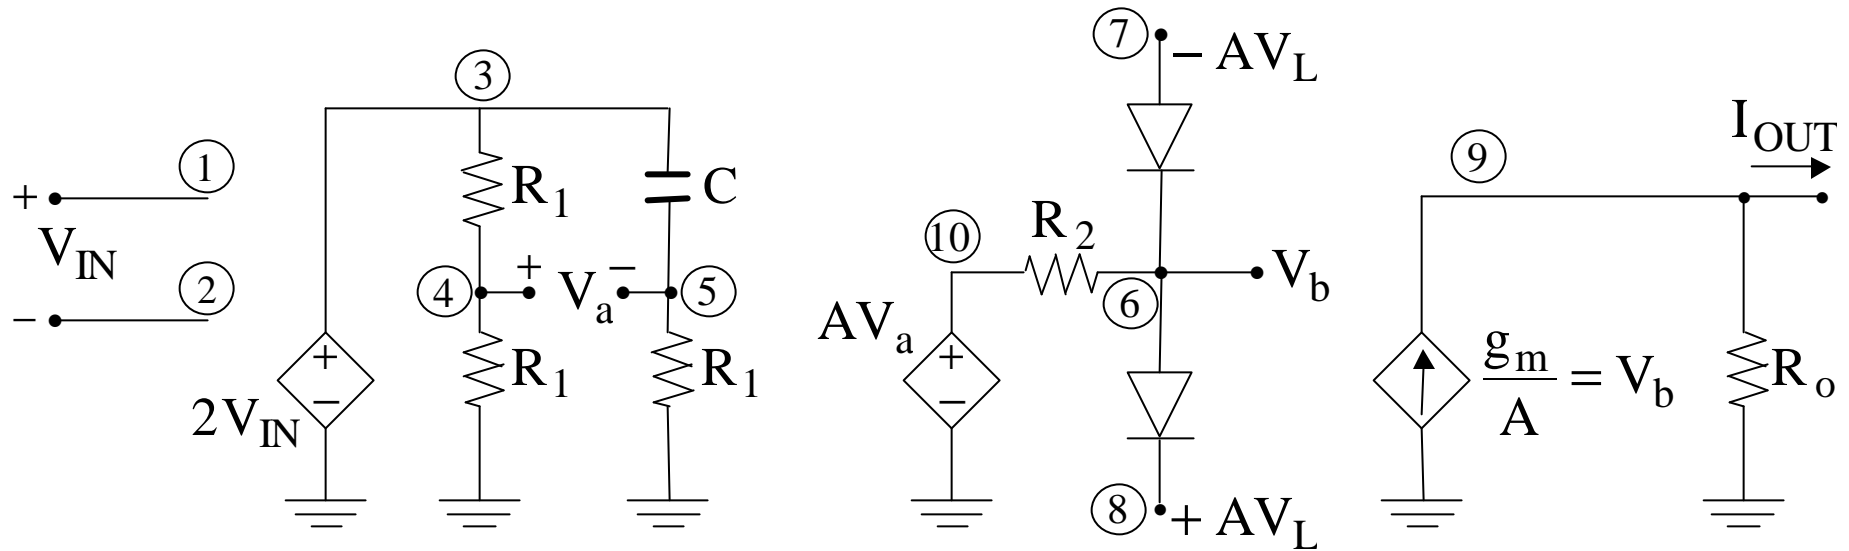 1
+
V_IN
2
−
3
R_1
C
4
+ V_a −
5
2V_IN
+
−
R_1
R_1
7
− AV_L
10
R_2
6
V_b
AV_a
+
−
8
+ AV_L
9
I_OUT
g_m/A = V_b
R_o